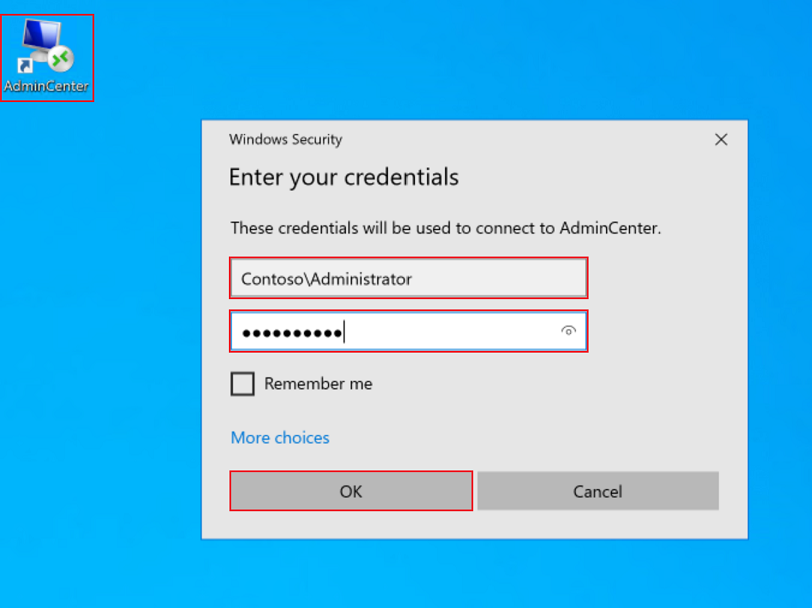 AdminCenter
Windows Security
Enter your credentials
These credentials will be used to connect to AdminCenter.
Contoso\Administrator
●●●●●●●●●●
Remember me
More choices
OK
Cancel